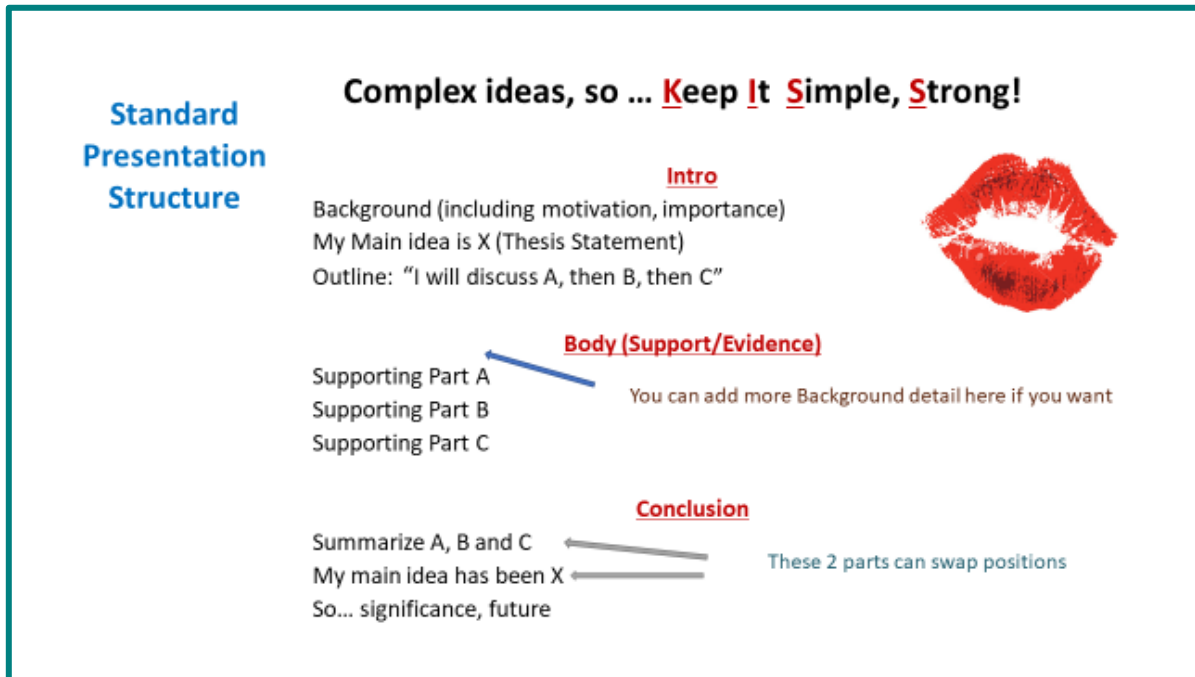 Complex ideas, so ... Keep It Simple, Strong!
Standard
Presentation
Structure
Intro
Background (including motivation, importance)
My Main idea is X (Thesis Statement)
Outline: “I will discuss A, then B, then C”
Body (Support/Evidence)
Supporting Part A
You can add more Background detail here if you want
Supporting Part B
Supporting Part C
Conclusion
Summarize A, B and C
These 2 parts can swap positions
My main idea has been X
So... significance, future